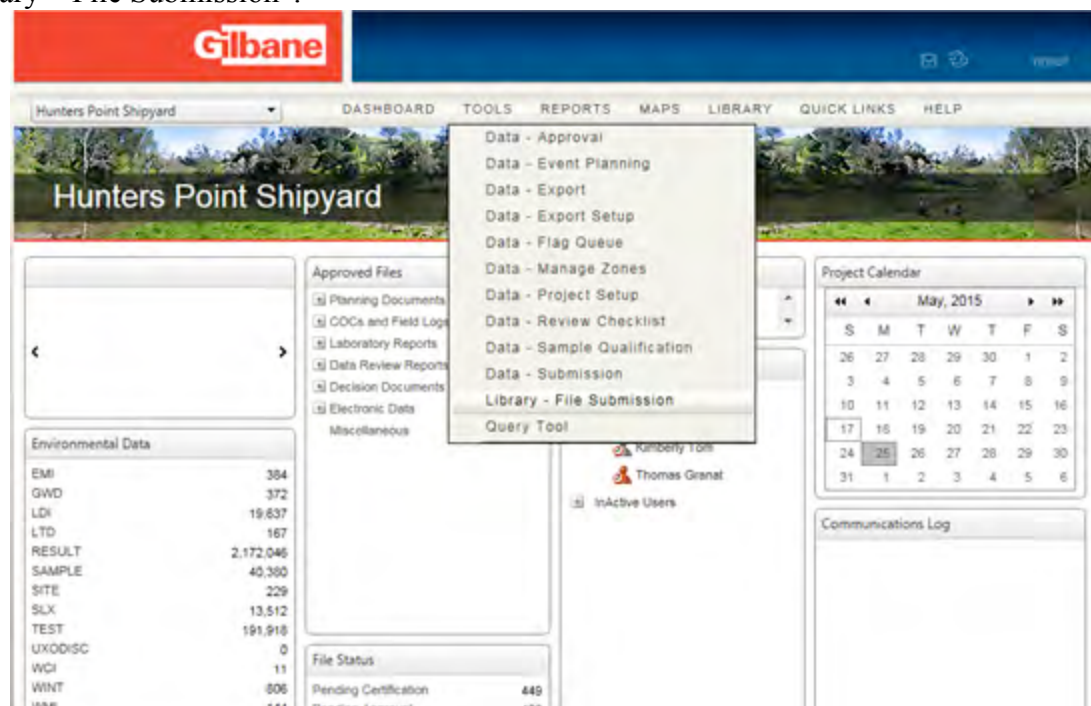 Gilbane
Hunters Point Shipyard
DASHBOARD TOOLS REPORTS MAPS LIBRARY QUICK LINKS HELP
Hunters Point Shipyard
Data - Approval
Data - Event Planning
Data - Export
Data - Export Setup
Data - Flag Queue
Data - Manage Zones
Data - Project Setup
Data - Review Checklist
Data - Sample Qualification
Data - Submission
Library - File Submission
Query Tool
Approved Files
Planning Documents
COCs and Field Logs
Laboratory Reports
Data Review Reports
Decision Documents
Electronic Data
Miscellaneous
Kimberly Tom
Thomas Granat
InActive Users
Project Calendar
May, 2015
S M T W T F S
26 27 28 29 30 1 2
3 4 5 6 7 8 9
10 11 12 13 14 15 16
17 18 19 20 21 22 23
24 25 26 27 28 29 30
31 1 2 3 4 5 6
Communications Log
Environmental Data
EMI 384
GWD 372
LDI 19,637
LTD 167
RESULT 2,172,046
SAMPLE 40,380
SITE 229
SLX 13,512
TEST 191,918
UXODISC 0
WCI 11
WINT 806
File Status
Pending Certification 449